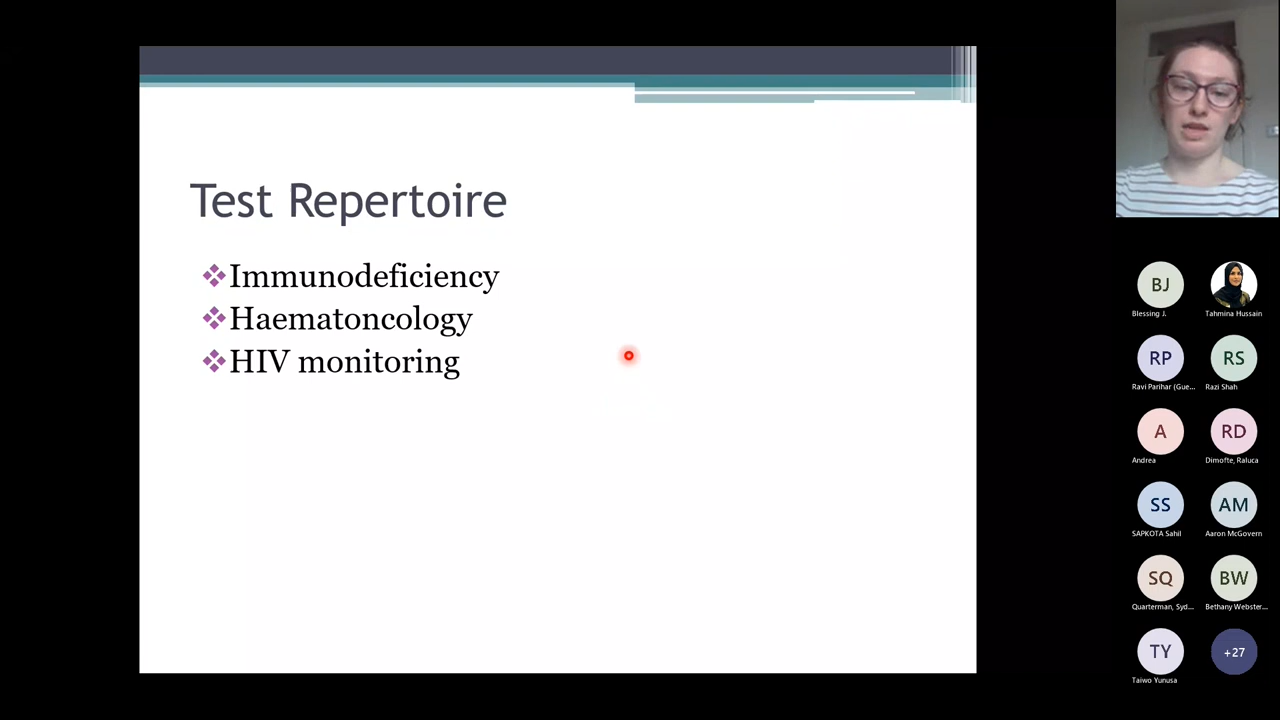 Test Repertoire
Immunodeficiency
Haematoncology
HIV monitoring
BJ
Blessing J.
Tahmina Hussain
RP
Ravi Parihar (Gue...
RS
Razi Shah
A
Andrea
RD
Dimofte, Raluca
SS
SAPKOTA Sahil
AM
Aaron McGovern
SQ
Quarterman, Syd...
BW
Bethany Webster...
TY
Taiwo Yunusa
+27